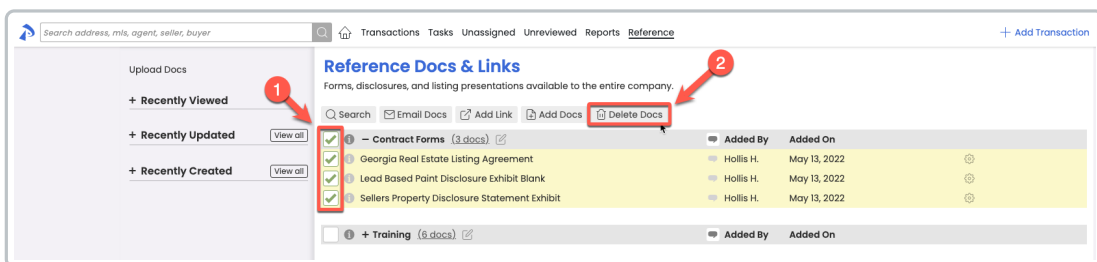 Search address, mls, agent, seller, buyer
Transactions Tasks Unassigned Unreviewed Reports Reference
+ Add Transaction
Upload Docs
+ Recently Viewed
+ Recently Updated View all
+ Recently Created View all
Reference Docs & Links
Forms, disclosures, and listing presentations available to the entire company.
1
2
Search Email Docs Add Link Add Docs Delete Docs
– Contract Forms (3 docs) Added By Added On
Georgia Real Estate Listing Agreement Hollis H. May 13, 2022
Lead Based Paint Disclosure Exhibit Blank Hollis H. May 13, 2022
Sellers Property Disclosure Statement Exhibit Hollis H. May 13, 2022
+ Training (6 docs) Added By Added On